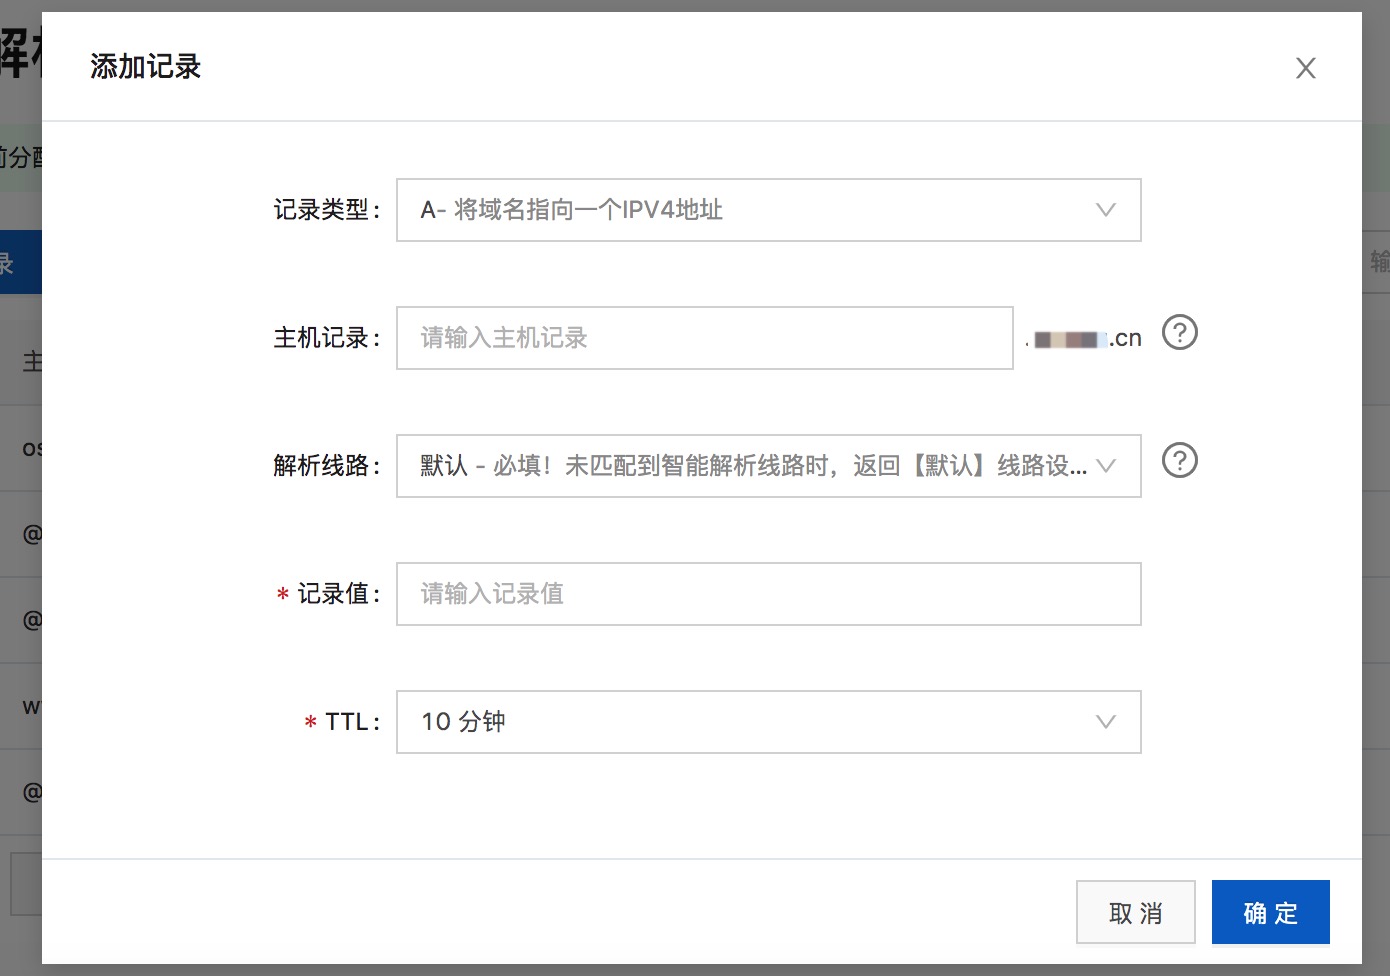 添加记录
X
记录类型：
A- 将域名指向一个IPV4地址
主机记录：
请输入主机记录
.cn
?
解析线路：
默认 - 必填！未匹配到智能解析线路时，返回【默认】线路设...
?
* 记录值：
请输入记录值
* TTL：
10 分钟
取 消
确 定
主
os
@
@
w
@
录
输